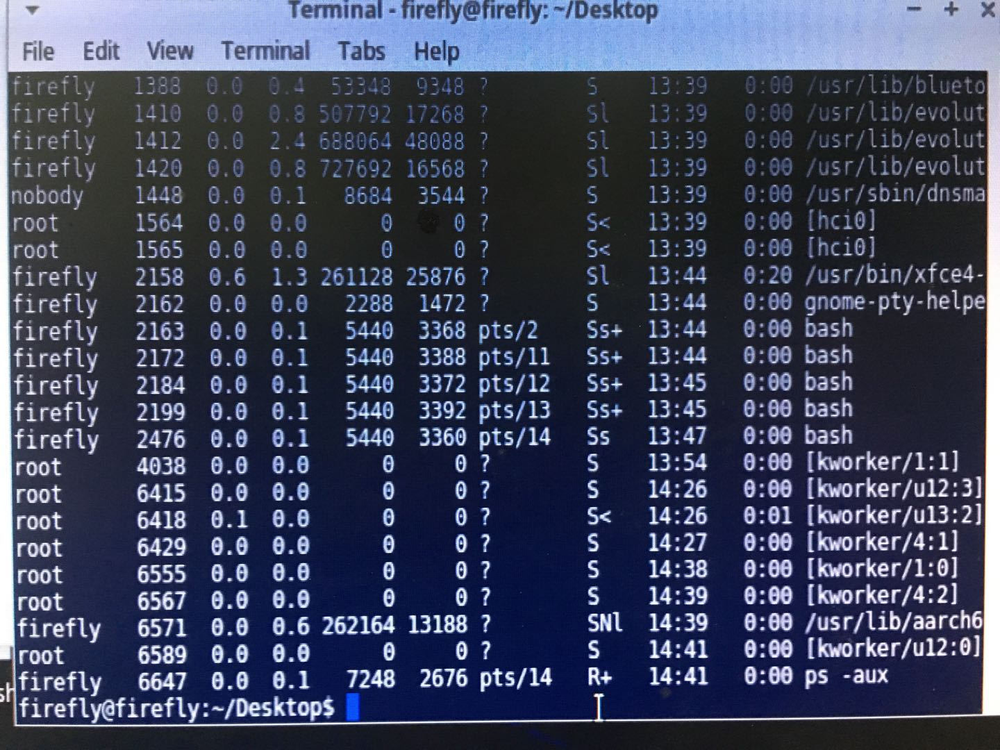 Terminal - firefly@firefly: ~/Desktop
File Edit View Terminal Tabs Help
firefly 1388 0.0 0.4 53348 9348 ? S 13:39 0:00 /usr/lib/blueto
firefly 1410 0.0 0.8 507792 17268 ? Sl 13:39 0:00 /usr/lib/evolut
firefly 1412 0.0 2.4 688064 48088 ? Sl 13:39 0:00 /usr/lib/evolut
firefly 1420 0.0 0.8 727692 16568 ? Sl 13:39 0:00 /usr/lib/evolut
nobody 1448 0.0 0.1 8684 3544 ? S 13:39 0:00 /usr/sbin/dnsma
root 1564 0.0 0.0 0 0 ? S< 13:39 0:00 [hci0]
root 1565 0.0 0.0 0 0 ? S< 13:39 0:00 [hci0]
firefly 2158 0.6 1.3 261128 25876 ? Sl 13:44 0:20 /usr/bin/xfce4-
firefly 2162 0.0 0.0 2288 1472 ? S 13:44 0:00 gnome-pty-helpe
firefly 2163 0.0 0.1 5440 3368 pts/2 Ss+ 13:44 0:00 bash
firefly 2172 0.0 0.1 5440 3388 pts/11 Ss+ 13:44 0:00 bash
firefly 2184 0.0 0.1 5440 3372 pts/12 Ss+ 13:45 0:00 bash
firefly 2199 0.0 0.1 5440 3392 pts/13 Ss+ 13:45 0:00 bash
firefly 2476 0.0 0.1 5440 3360 pts/14 Ss 13:47 0:00 bash
root 4038 0.0 0.0 0 0 ? S 13:54 0:00 [kworker/1:1]
root 6415 0.0 0.0 0 0 ? S 14:26 0:00 [kworker/u12:3]
root 6418 0.1 0.0 0 0 ? S< 14:26 0:01 [kworker/u13:2]
root 6429 0.0 0.0 0 0 ? S 14:27 0:00 [kworker/4:1]
root 6555 0.0 0.0 0 0 ? S 14:38 0:00 [kworker/1:0]
root 6567 0.0 0.0 0 0 ? S 14:39 0:00 [kworker/4:2]
firefly 6571 0.0 0.6 262164 13188 ? SNl 14:39 0:00 /usr/lib/aarch6
root 6589 0.0 0.0 0 0 ? S 14:41 0:00 [kworker/u12:0]
firefly 6647 0.0 0.1 7248 2676 pts/14 R+ 14:41 0:00 ps -aux
firefly@firefly:~/Desktop$